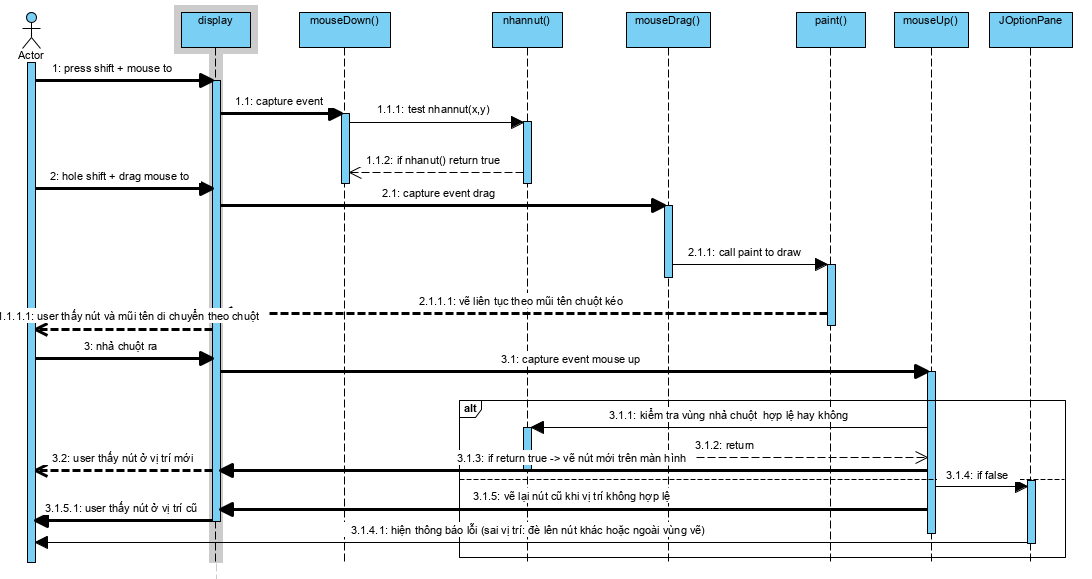 display
mouseDown()
nhannut()
mouseDrag()
paint()
mouseUp()
JOptionPane
Actor
1: press shift + mouse to
1.1: capture event
1.1.1: test nhannut(x,y)
1.1.2: if nhanut() return true
2: hole shift + drag mouse to
2.1: capture event drag
2.1.1: call paint to draw
2.1.1.1: vẽ liên tục theo mũi tên chuột kéo
1.1.1.1: user thấy nút và mũi tên di chuyển theo chuột
3: nhả chuột ra
3.1: capture event mouse up
alt
3.1.1: kiểm tra vùng nhả chuột hợp lệ hay không
3.1.2: return
3.1.3: if return true -> vẽ nút mới trên màn hình
3.2: user thấy nút ở vị trí mới
3.1.4: if false
3.1.5: vẽ lại nút cũ khi vị trí không hợp lệ
3.1.5.1: user thấy nút ở vị trí cũ
3.1.4.1: hiện thông báo lỗi (sai vị trí: đè lên nút khác hoặc ngoài vùng vẽ)